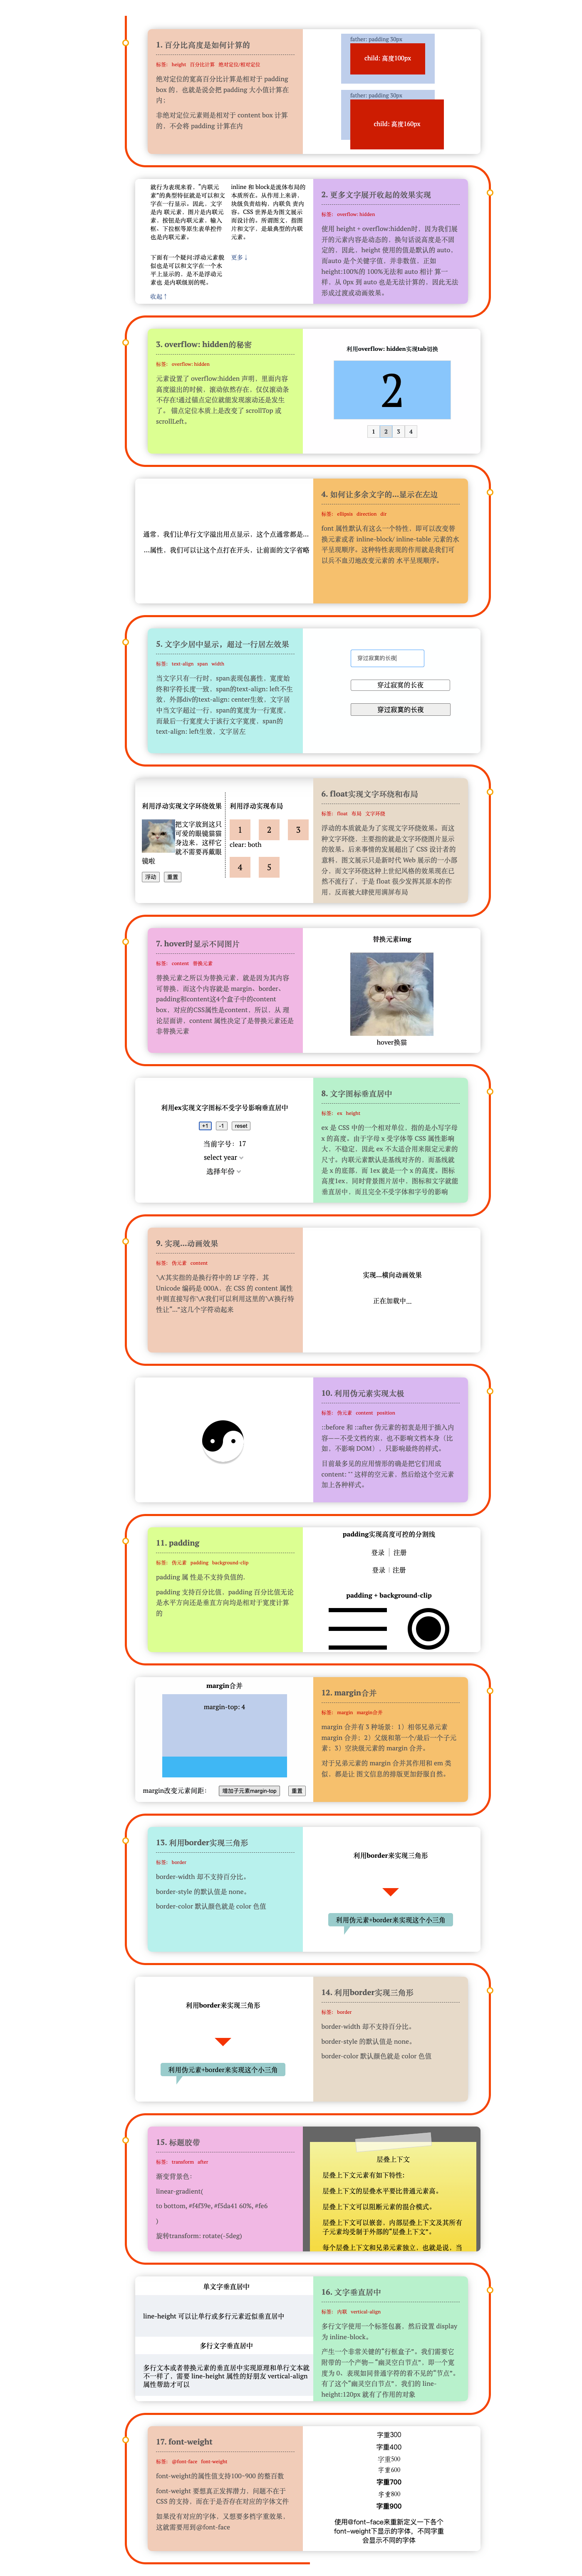 1. 百分比高度是如何计算的
标签： height 百分比计算 绝对定位/相对定位
绝对定位的宽高百分比计算是相对于 padding
box 的，也就是说会把 padding 大小值计算在
内；
非绝对定位元素则是相对于 content box 计算
的，不会将 padding 计算在内
father: padding 30px
child: 高度100px
father: padding 30px
child: 高度160px
就行为表现来看，“内联元
素”的典型特征就是可以和文
字在一行显示。因此，文字
是内 联元素，图片是内联元
素，按钮是内联元素，输入
框、下拉框等原生表单控件
也是内联元素。
下面有一个疑问:浮动元素貌
似也是可以和文字在一个水
平上显示的，是不是浮动元
素也 是内联级别的呢。
收起！
inline 和 block是流体布局的
本质所在。从作用上来讲，
块级负责结构，内联负 责内
容。CSS 世界是为图文展示
而设计的，所谓图文，指图
片和文字，是最典型的内联
元素。
更多↓
2. 更多文字展开收起的效果实现
标签： overflow: hidden
使用 height + overflow:hidden时，因为我们展
开的元素内容是动态的，换句话说高度是不固
定的，因此，height 使用的值是默认的 auto，
而auto 是个关键字值，并非数值，正如
height:100%的 100%无法和 auto 相计 算一
样，从 0px 到 auto 也是无法计算的，因此无法
形成过渡或动画效果。
3. overflow: hidden的秘密
标签： overflow: hidden
元素设置了 overflow:hidden 声明，里面内容
高度溢出的时候，滚动依然存在，仅仅滚动条
不存在!通过锚点定位就能发现滚动还是发生
了。 锚点定位本质上是改变了 scrollTop 或
scrollLeft。
利用overflow: hidden实现tab切换
2
1 2 3 4
通常，我们让单行文字溢出用点显示，这个点通常都是...
...属性，我们可以让这个点打在开头，让前面的文字省略
4. 如何让多余文字的...显示在左边
标签： ellipsis direction dir
font 属性默认有这么一个特性，即可以改变替
换元素或者 inline-block/ inline-table 元素的水
平呈现顺序。这种特性表现的作用就是我们可
以兵不血刃地改变元素的 水平呈现顺序。
5. 文字少居中显示，超过一行居左效果
标签： text-align span width
当文字只有一行时，span表现包裹性，宽度始
终和字符长度一致，span的text-align: left不生
效，外部div的text-align: center生效，文字居
中当文字超过一行，span的宽度为一行宽度，
而最后一行宽度大于该行文字宽度，span的
text-align: left生效，文字居左
穿过寂寞的长夜
穿过寂寞的长夜
穿过寂寞的长夜
利用浮动实现文字环绕效果
把文字放到这只
可爱的眼镜猫猫
身边来，这样它
就不需要再戴眼
镜啦
浮动 重置
利用浮动实现布局
1 2 3
clear: both
4 5
6. float实现文字环绕和布局
标签： float 布局 文字环绕
浮动的本质就是为了实现文字环绕效果。而这
种文字环绕，主要指的就是文字环绕图片显示
的效果。后来事情的发展超出了 CSS 设计者的
意料，图文展示只是新时代 Web 展示的一小部
分，而文字环绕这种上世纪风格的效果现在已
然不流行了，于是 float 很少发挥其原本的作
用，反而被大肆使用满屏布局
7. hover时显示不同图片
标签： content 替换元素
替换元素之所以为替换元素，就是因为其内容
可替换，而这个内容就是 margin、border、
padding和content这4个盒子中的content
box，对应的CSS属性是content，所以，从 理
论层面讲，content 属性决定了是替换元素还是
非替换元素
替换元素img
hover换猫
利用ex实现文字图标不受字号影响垂直居中
+1 -1 reset
当前字号：17
select year
选择年份
8. 文字图标垂直居中
标签： ex height
ex 是 CSS 中的一个相对单位，指的是小写字母
x 的高度。由于字母 x 受字体等 CSS 属性影响
大，不稳定，因此 ex 不太适合用来限定元素的
尺寸。内联元素默认是基线对齐的，而基线就
是 x 的底部，而 1ex 就是一个 x 的高度。图标
高度1ex，同时背景图片居中，图标和文字就能
垂直居中，而且完全不受字体和字号的影响
9. 实现...动画效果
标签： 伪元素 content
'\A'其实指的是换行符中的 LF 字符，其
Unicode 编码是 000A，在 CSS 的 content 属性
中则直接写作'\A'我们可以利用这里的'\A'换行特
性让“...”这几个字符动起来
实现...横向动画效果
正在加载中...
10. 利用伪元素实现太极
标签： 伪元素 content position
::before 和 ::after 伪元素的初衷是用于插入内
容——不受文档约束，也不影响文档本身（比
如，不影响 DOM），只影响最终的样式。
目前最多见的应用情形的确是把它们用成
content: "" 这样的空元素，然后给这个空元素
加上各种样式。
11. padding
标签： 伪元素 padding background-clip
padding 属 性是不支持负值的.
padding 支持百分比值，padding 百分比值无论
是水平方向还是垂直方向均是相对于宽度计算
的
padding实现高度可控的分割线
登录 注册
登录 注册
padding + background-clip
margin合并
margin-top: 4
margin改变元素间距：
增加子元素margin-top
重置
12. margin合并
标签： margin margin合并
margin 合并有 3 种场景：1）相邻兄弟元素
margin 合并；2）父级和第一个/最后一个子元
素；3）空块级元素的 margin 合并。
对于兄弟元素的 margin 合并其作用和 em 类
似，都是让 图文信息的排版更加舒服自然。
13. 利用border实现三角形
标签： border
border-width 却不支持百分比。
border-style 的默认值是 none。
border-color 默认颜色就是 color 色值
利用border来实现三角形
利用伪元素+border来实现这个小三角
利用border来实现三角形
利用伪元素+border来实现这个小三角
14. 利用border实现三角形
标签： border
border-width 却不支持百分比。
border-style 的默认值是 none。
border-color 默认颜色就是 color 色值
15. 标题胶带
标签： transform after
渐变背景色：
linear-gradient(
to bottom, #f4f39e, #f5da41 60%, #fe6
)
旋转transform: rotate(-5deg)
层叠上下文
层叠上下文元素有如下特性:
层叠上下文的层叠水平要比普通元素高。
层叠上下文可以阻断元素的混合模式。
层叠上下文可以嵌套，内部层叠上下文及其所有
子元素均受制于外部的“层叠上下文”。
每个层叠上下文和兄弟元素独立，也就是说，当
单文字垂直居中
line-height 可以让单行或多行元素近似垂直居中
多行文字垂直居中
多行文本或者替换元素的垂直居中实现原理和单行文本就
不一样了，需要 line-height 属性的好朋友 vertical-align
属性帮助才可以
16. 文字垂直居中
标签： 内联 vertical-align
多行文字使用一个标签包裹，然后设置 display
为 inline-block。
产生一个非常关键的“行框盒子”。我们需要它
附带的一个产物— “幽灵空白节点”，即一个宽
度为 0、表现如同普通字符的看不见的“节点”。
有了这个“幽灵空白节点”，我们的 line-
height:120px 就有了作用的对象
17. font-weight
标签： @font-face font-weight
font-weight的属性值支持100~900 的整百数
font-weight 要想真正发挥潜力，问题不在于
CSS 的支持，而在于是否存在对应的字体文件
如果没有对应的字体，又想要多档字重效果，
这就需要用到@font-face
字重300
字重400
字重500
字重600
字重700
字重800
字重900
使用@font-face来重新定义一下各个
font-weight下显示的字体，不同字重
会显示不同的字体